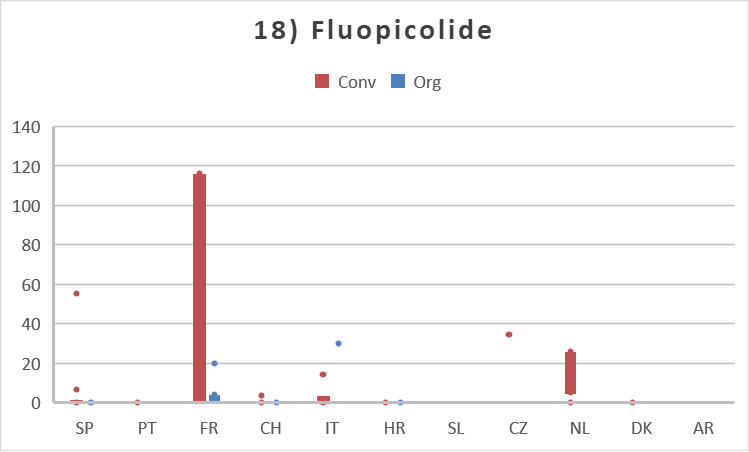 18) Fluopicolide
Conv Org
140
120
100
80
60
40
20
0
SP PT FR CH IT HR SL CZ NL DK AR